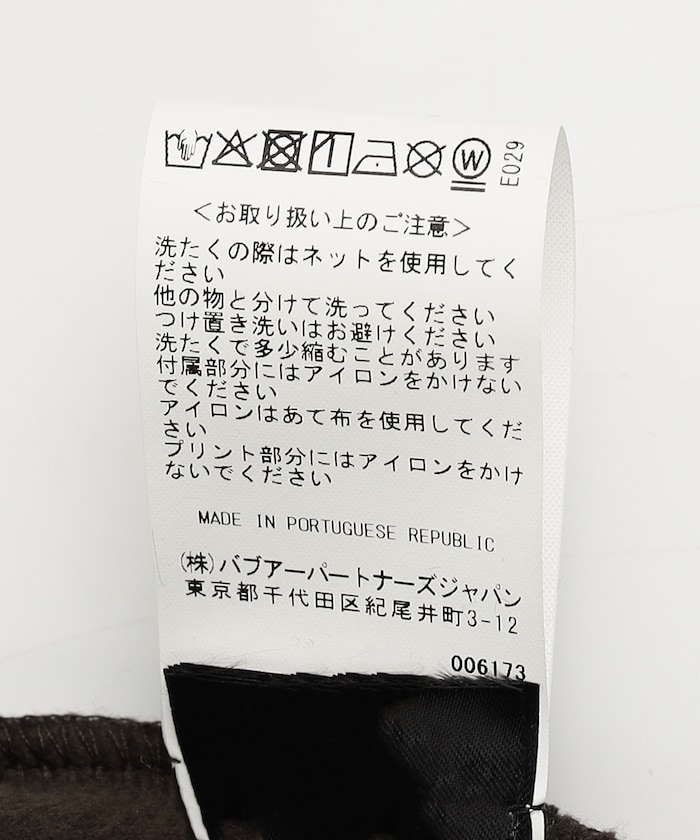 W
E029
<お取り扱い上のご注意>
洗たくの際はネットを使用してく
ださい
他の物と分けて洗ってください
つけ置き洗いはお避けください
洗たくで多少縮むことがあります
付属部分にはアイロンをかけない
でください
アイロンはあて布を使用してくだ
さい
プリント部分にはアイロンをかけ
ないでください
MADE IN PORTUGUESE REPUBLIC
(株)バブアーパートナーズジャパン
東京都千代田区紀尾井町3-12
006173